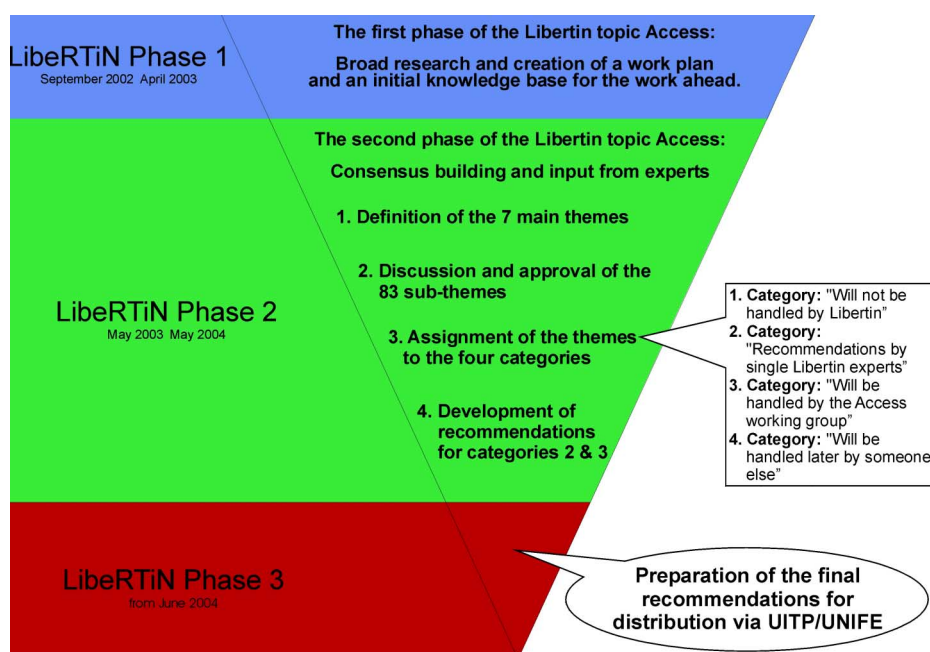 LibeRTiN Phase 1
September 2002 April 2003
The first phase of the Libertin topic Access:
Broad research and creation of a work plan
and an initial knowledge base for the work ahead.
The second phase of the Libertin topic Access:
Consensus building and input from experts
1. Definition of the 7 main themes
2. Discussion and approval of the
83 sub-themes
LibeRTiN Phase 2
May 2003 May 2004
3. Assignment of the themes
to the four categories
4. Development of
recommendations
for categories 2 & 3
1. Category: "Will not be
handled by Libertin"
2. Category:
"Recommendations by
single Libertin experts"
3. Category: "Will be
handled by the Access
working group"
4. Category: "Will be
handled later by someone
else"
LibeRTiN Phase 3
from June 2004
Preparation of the final
recommendations for
distribution via UITP/UNIFE